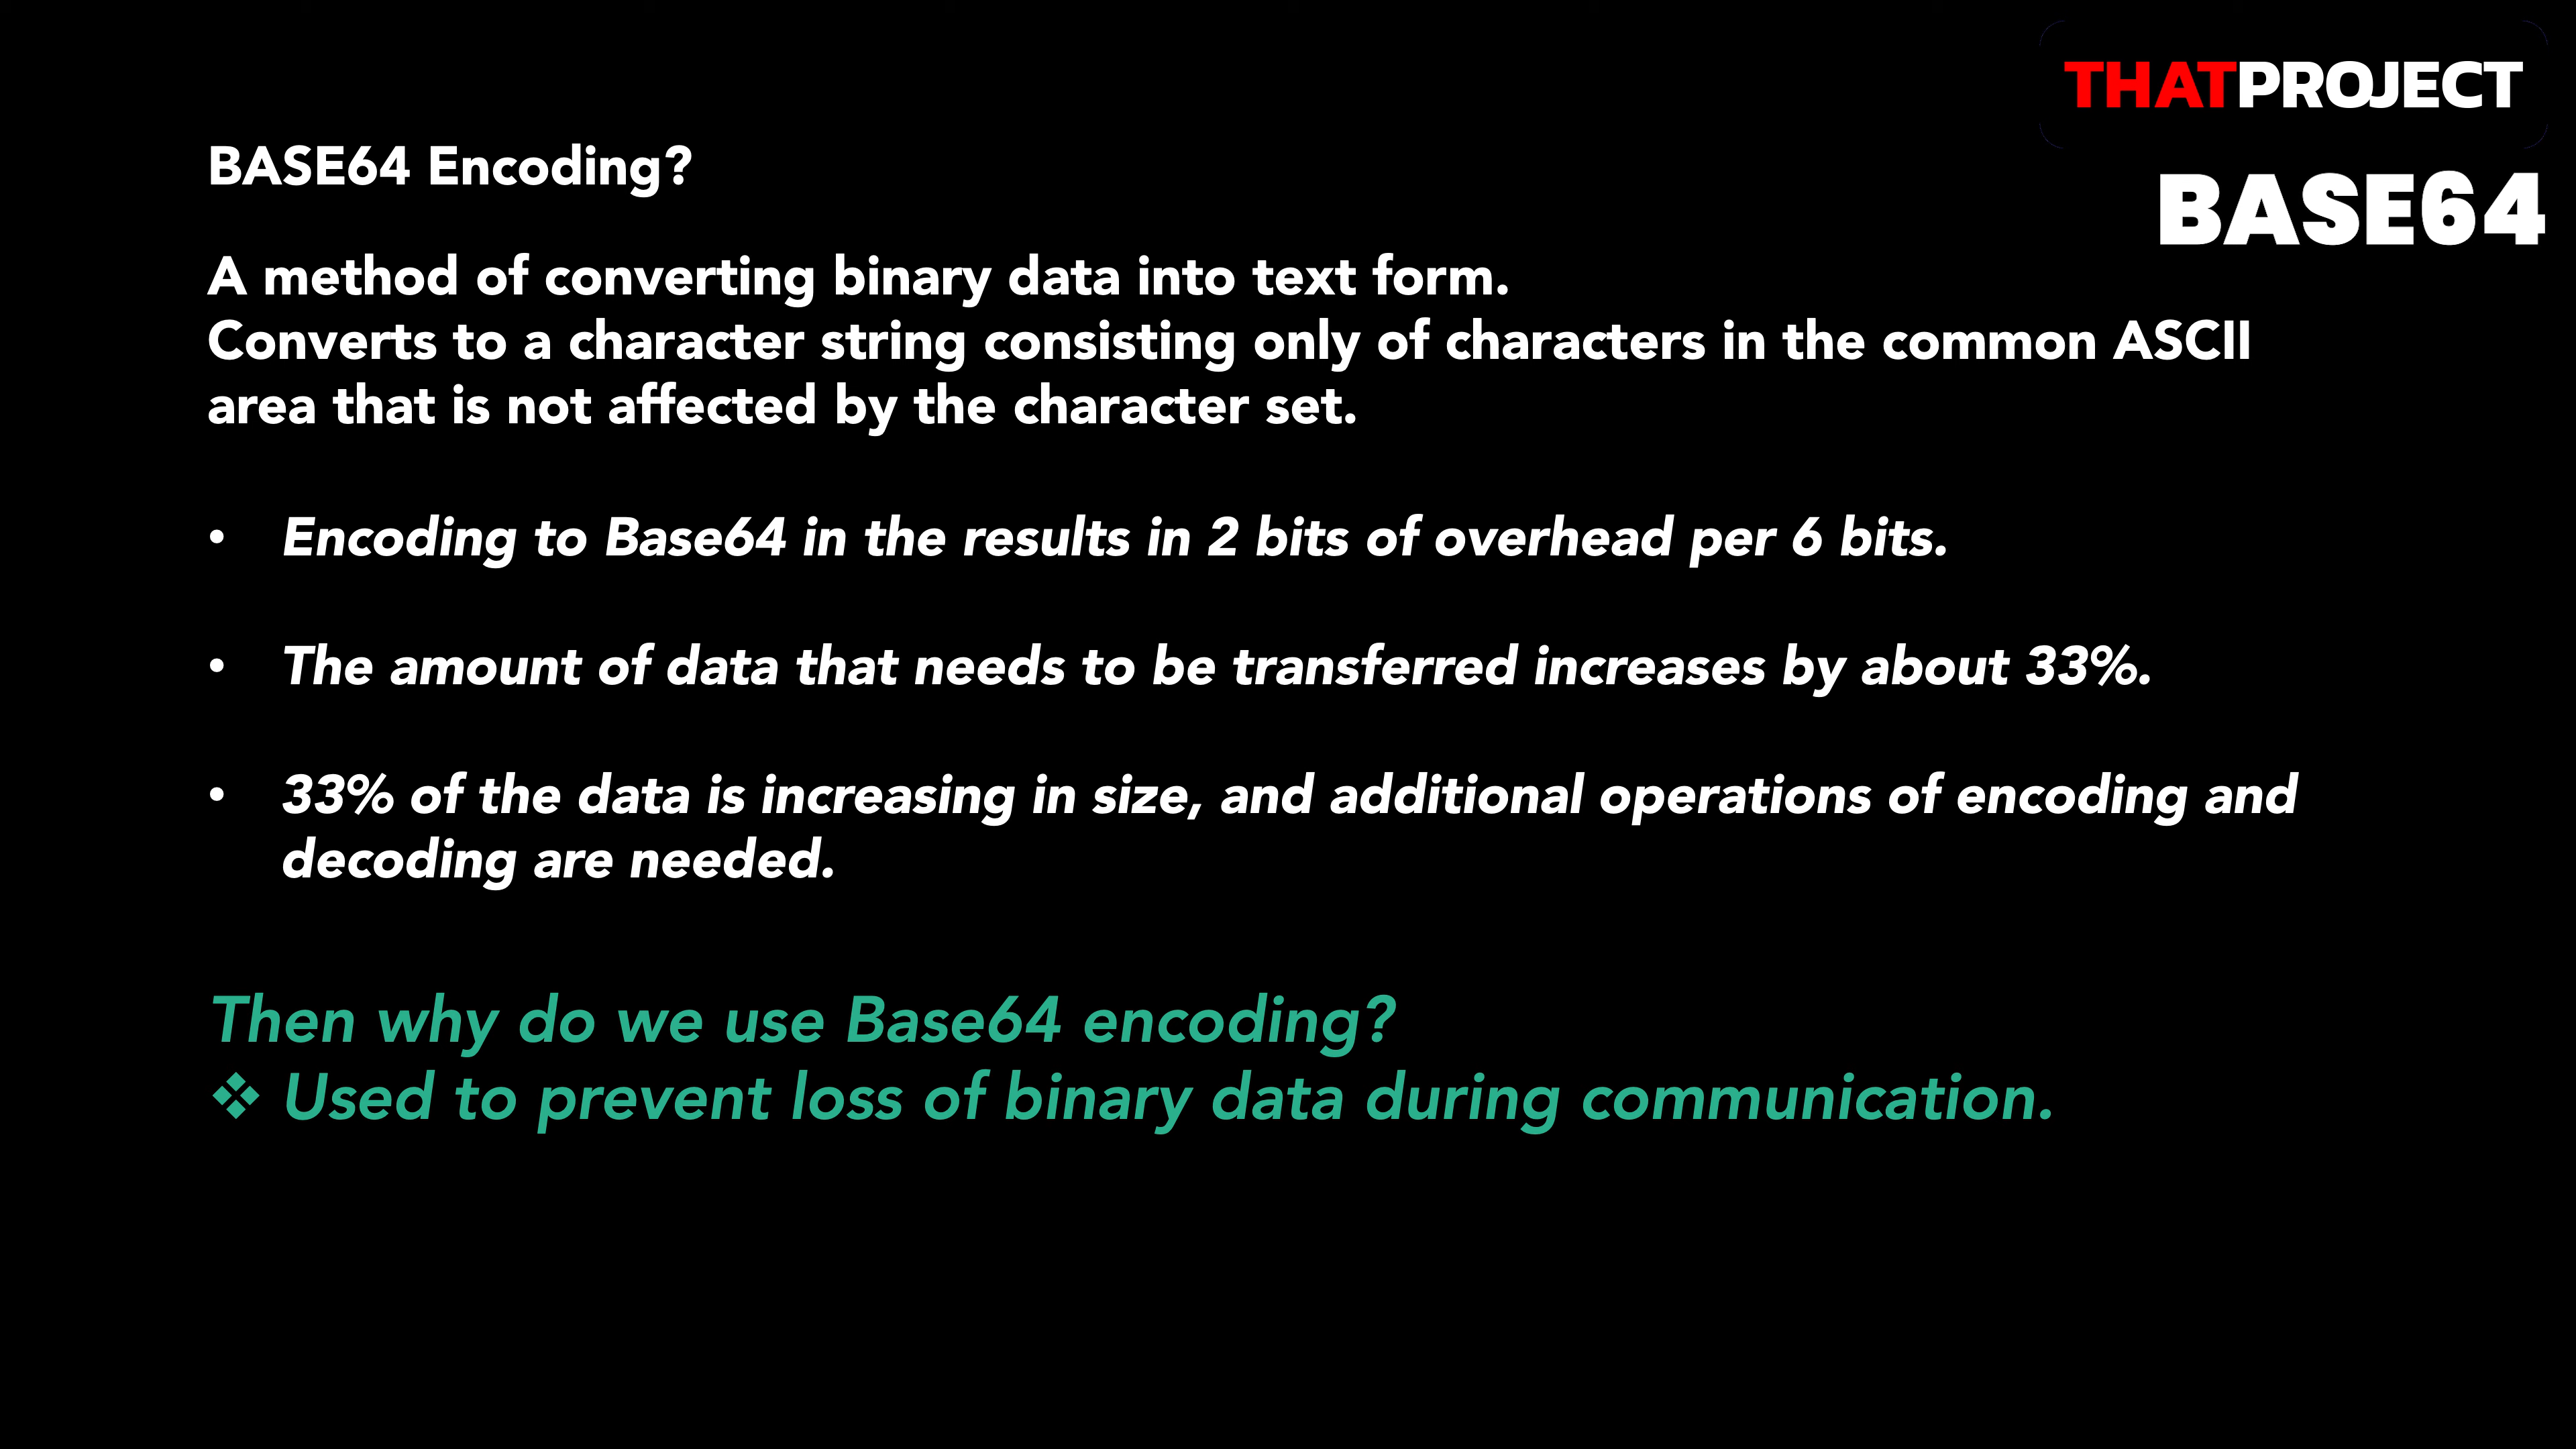 THATPROJECT
BASE64
BASE64 Encoding?
A method of converting binary data into text form.
Converts to a character string consisting only of characters in the common ASCII
area that is not affected by the character set.
• Encoding to Base64 in the results in 2 bits of overhead per 6 bits.
• The amount of data that needs to be transferred increases by about 33%.
• 33% of the data is increasing in size, and additional operations of encoding and
decoding are needed.
Then why do we use Base64 encoding?
❖ Used to prevent loss of binary data during communication.